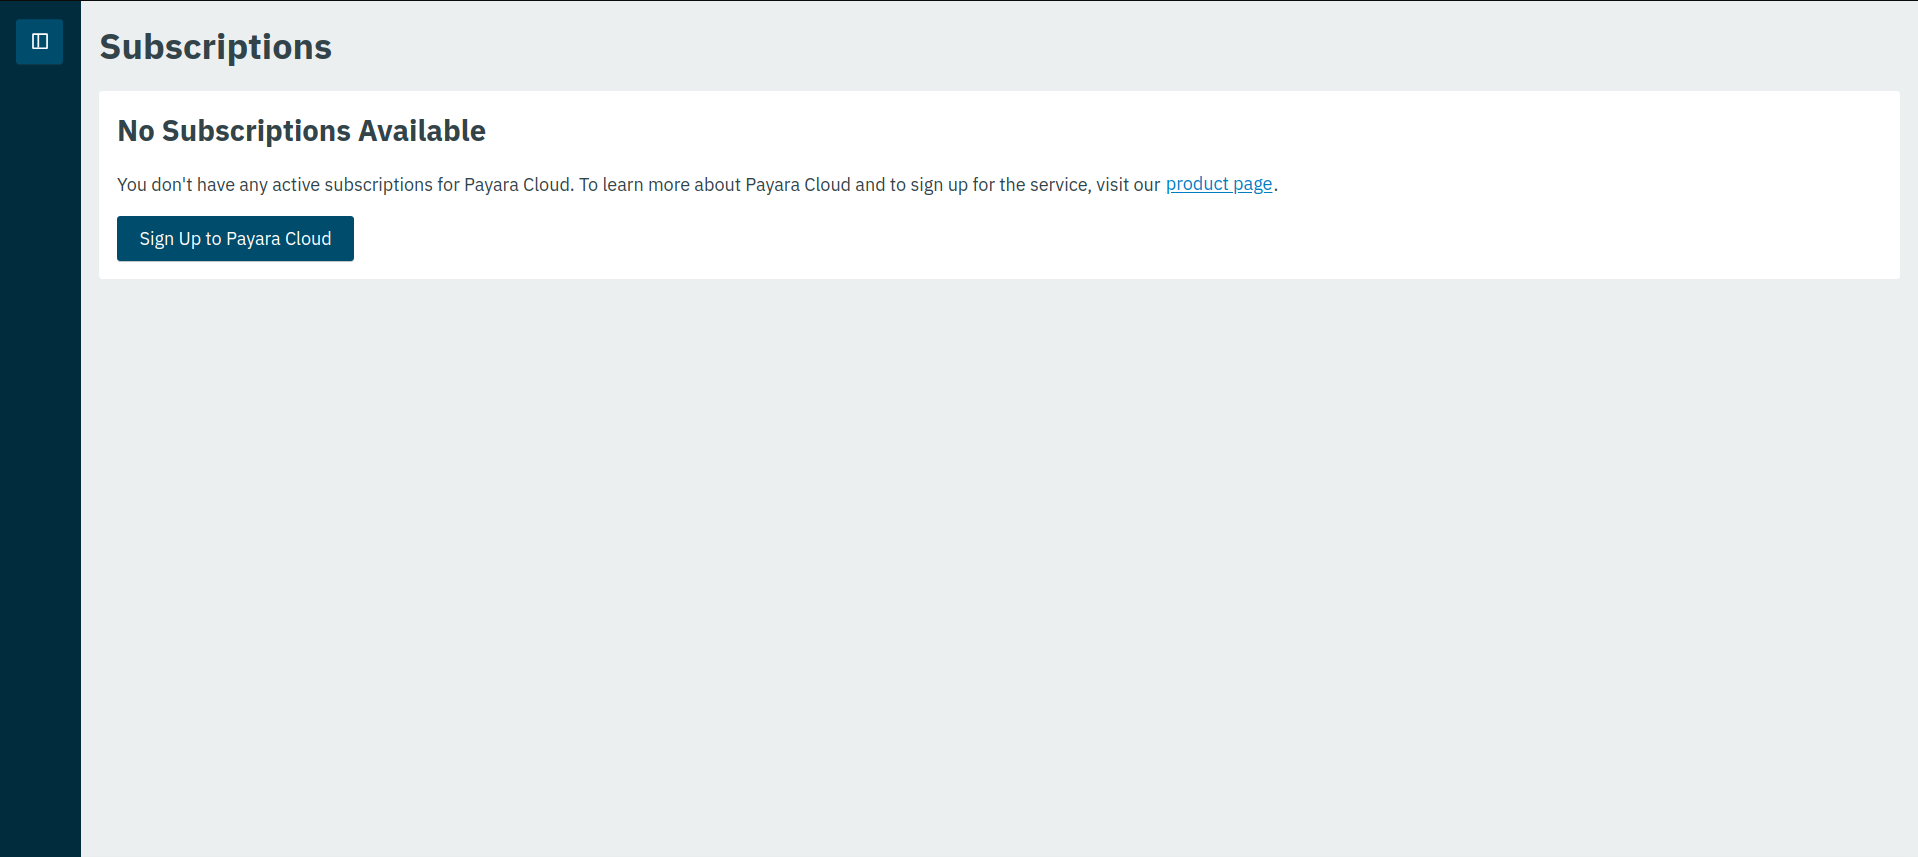 Subscriptions
No Subscriptions Available
You don't have any active subscriptions for Payara Cloud. To learn more about Payara Cloud and to sign up for the service, visit our product page.
Sign Up to Payara Cloud